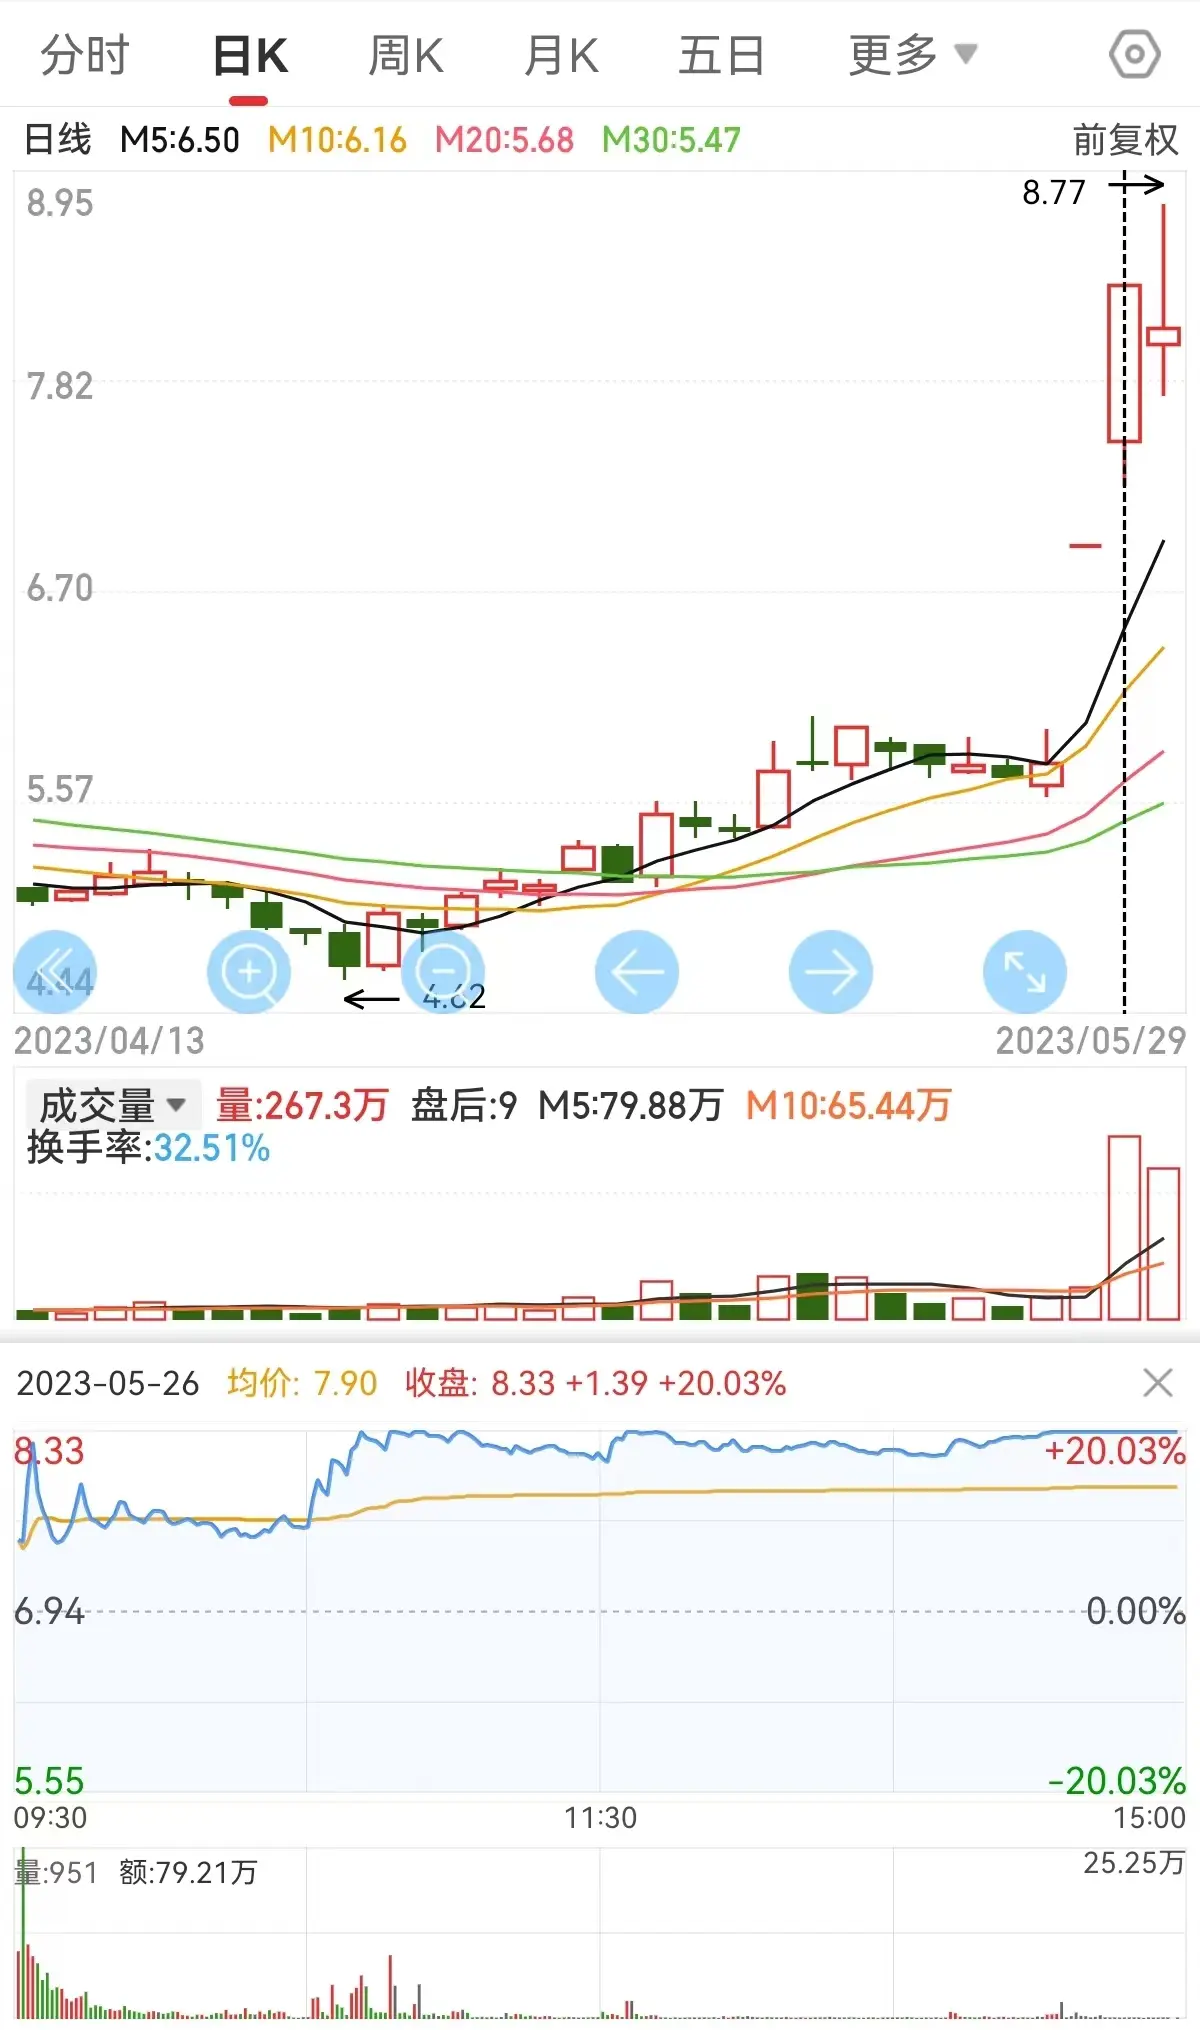 分时 日K 周K 月K 五日 更多
日线 M5:6.50 M10:6.16 M20:5.68 M30:5.47 前复权
8.95
8.77
7.82
6.70
5.57
4.44
4.62
2023/04/13 2023/05/29
成交量 量:267.3万 盘后:9 M5:79.88万 M10:65.44万
换手率:32.51%
2023-05-26 均价: 7.90 收盘: 8.33 +1.39 +20.03%
8.33 +20.03%
6.94 0.00%
5.55 -20.03%
09:30 11:30 15:00
量:951 额:79.21万 25.25万